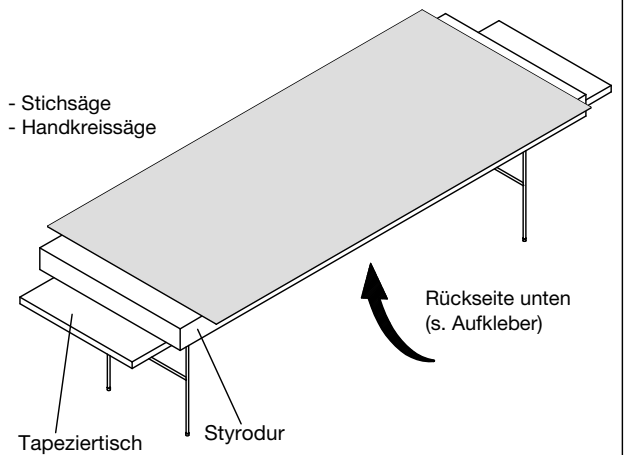 - Stichsäge
- Handkreissäge
Rückseite unten
(s. Aufkleber)
Styrodur
Tapeziertisch